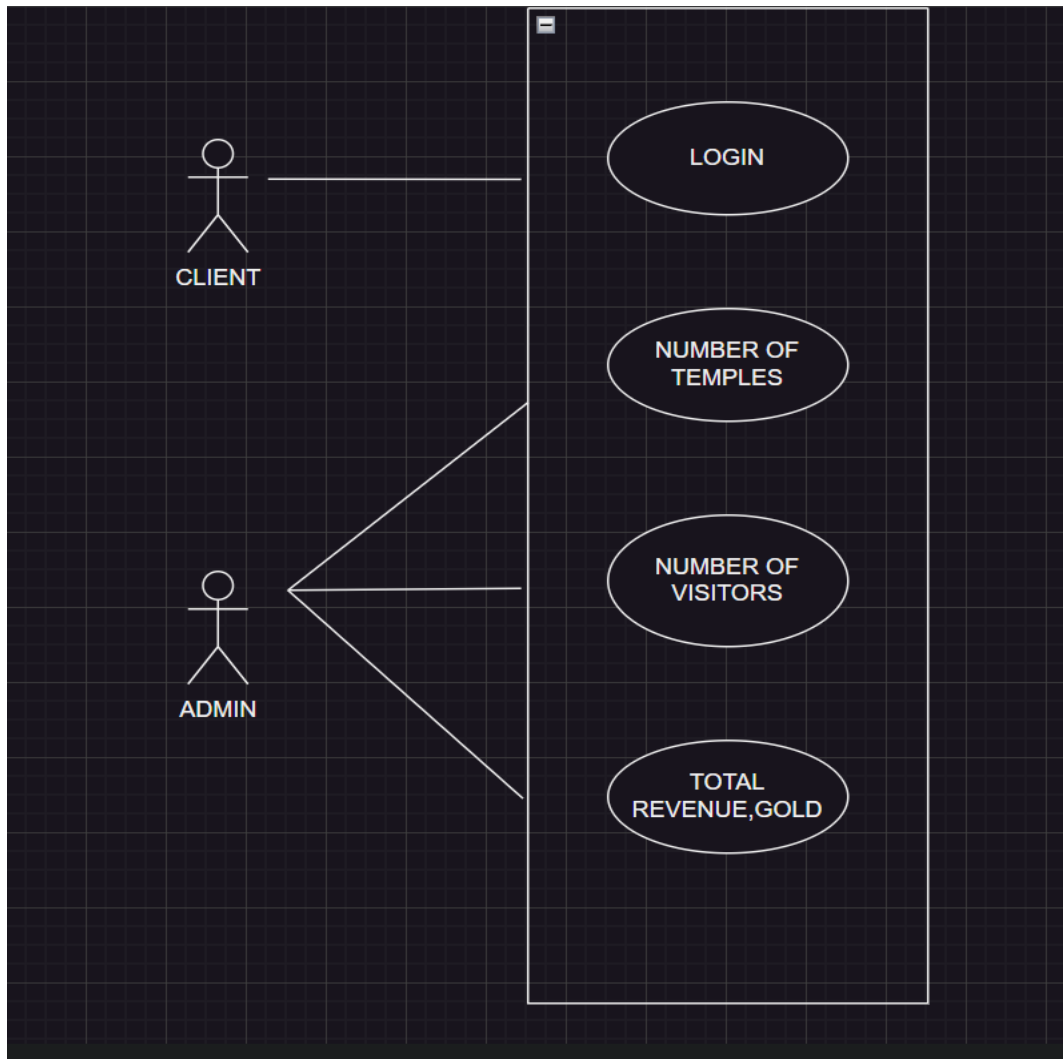 LOGIN
CLIENT
NUMBER OF
TEMPLES
NUMBER OF
VISITORS
ADMIN
TOTAL
REVENUE,GOLD